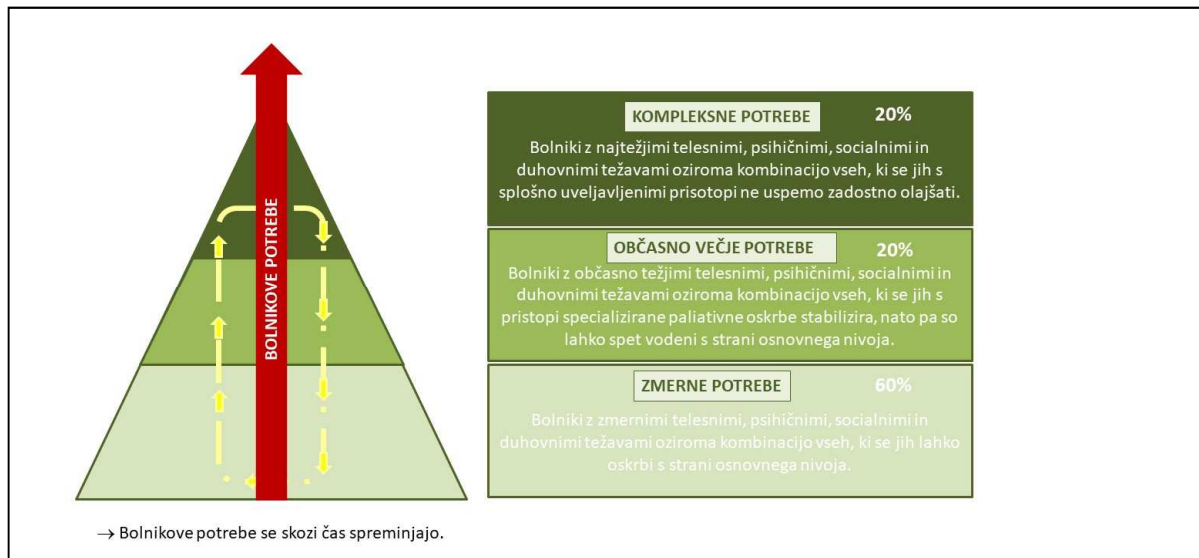 BOLNIKOVE POTREBE
KOMPLEKSNE POTREBE 20%
Bolniki z najtežjimi telesnimi, psihičnimi, socialnimi in
duhovnimi težavami oziroma kombinacijo vseh, ki se jih s
splošno uveljavljenimi prisotopi ne uspemo zadostno olajšati.
OBČASNO VEČJE POTREBE 20%
Bolniki z občasno težjimi telesnimi, psihičnimi, socialnimi in
duhovnimi težavami oziroma kombinacijo vseh, ki se jih s
pristopi specializirane paliativne oskrbe stabilizira, nato pa so
lahko spet vodeni s strani osnovnega nivoja.
ZMERNE POTREBE 60%
Bolniki z zmernimi telesnimi, psihičnimi, socialnimi in
duhovnimi težavami oziroma kombinacijo vseh, ki se jih lahko
oskrbi s strani osnovnega nivoja.
→ Bolnikove potrebe se skozi čas spreminjajo.